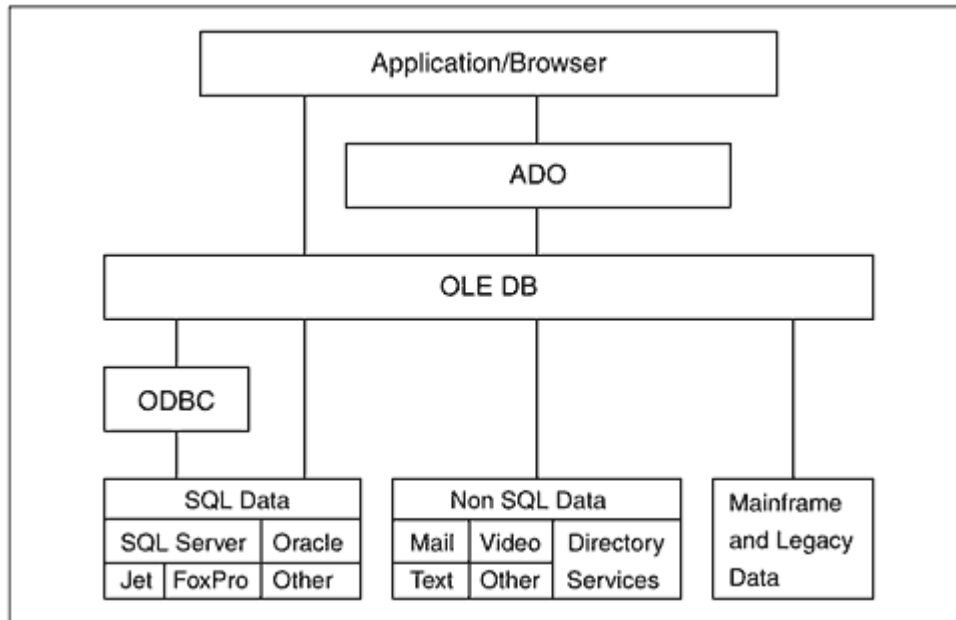 Application/Browser
ADO
OLE DB
ODBC
SQL Data
SQL Server
Oracle
Jet
FoxPro
Other
Non SQL Data
Mail
Video
Directory
Services
Text
Other
Mainframe
and Legacy
Data